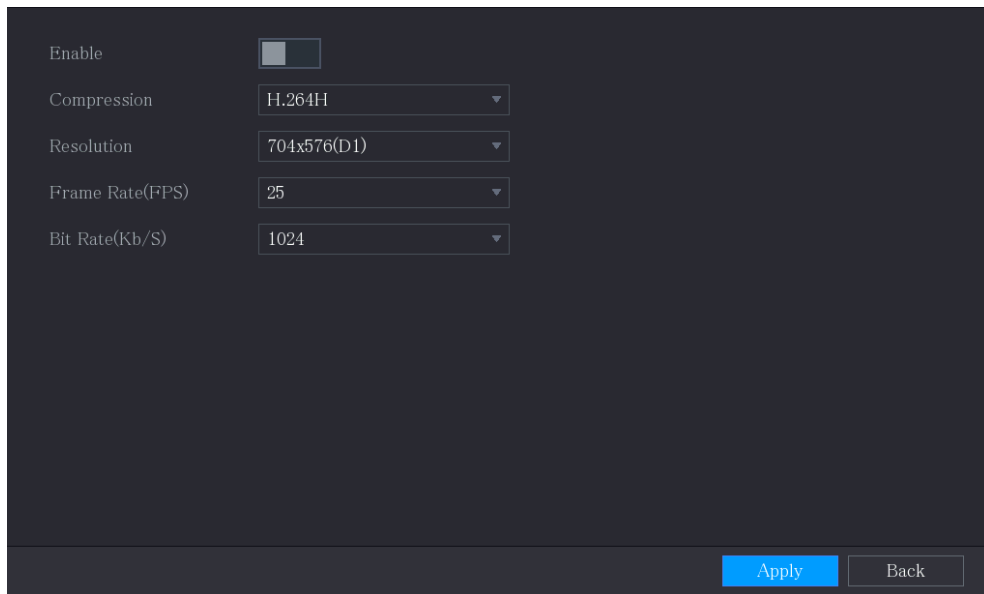 Enable
Compression H.264H
Resolution 704x576(D1)
Frame Rate(FPS) 25
Bit Rate(Kb/S) 1024
Apply Back